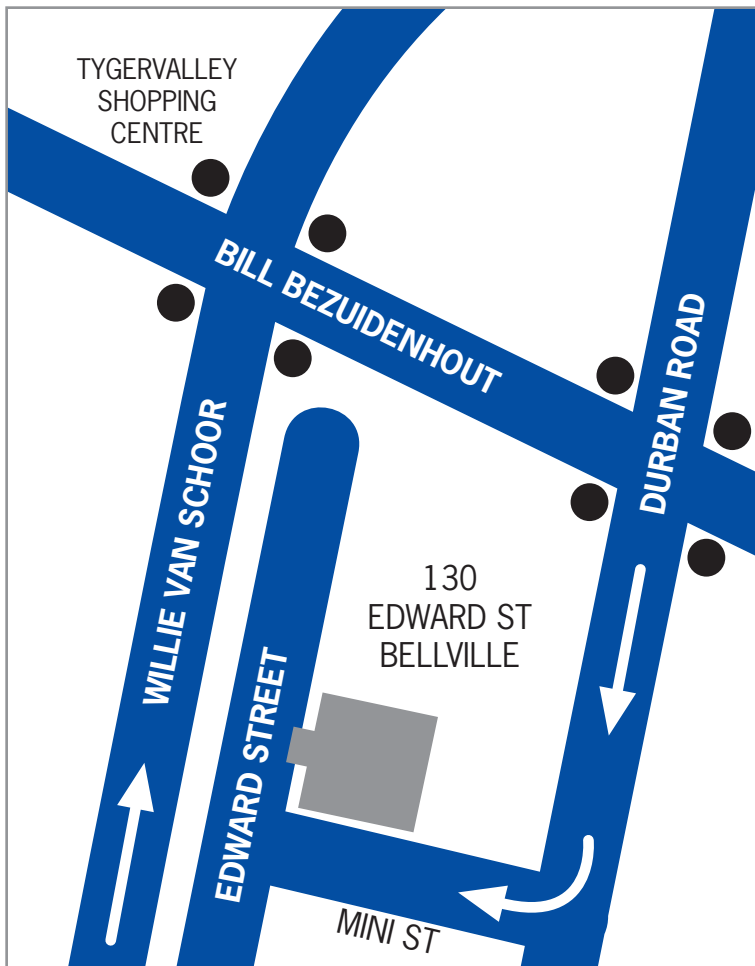 TYGERVALLEY
SHOPPING
CENTRE
BILL BEZUIDENHOUT
DURBAN ROAD
WILLIE VAN SCHOOR
130
EDWARD ST
BELLVILLE
EDWARD STREET
MINI ST